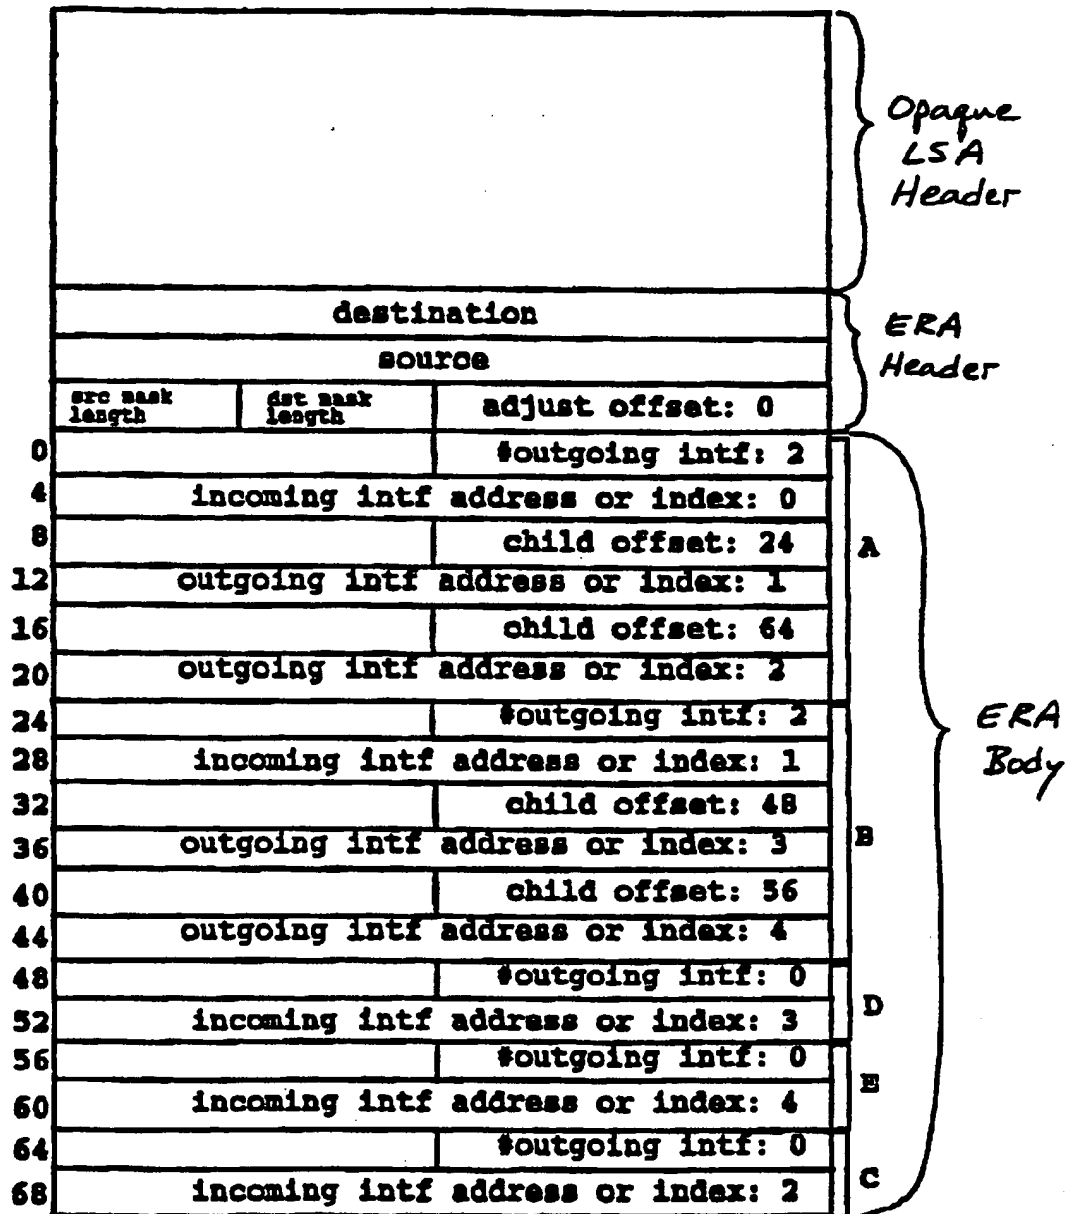 Opaque
LSA
Header
destination
source
ERA
Header
src mask
length
dst mask
length
adjust offset: 0
0 #outgoing intf: 2
4 incoming intf address or index: 0
8 child offset: 24
A
12 outgoing intf address or index: 1
16 child offset: 64
20 outgoing intf address or index: 2
24 #outgoing intf: 2
ERA
Body
28 incoming intf address or index: 1
32 child offset: 48
B
36 outgoing intf address or index: 3
40 child offset: 56
44 outgoing intf address or index: 4
48 #outgoing intf: 0
D
52 incoming intf address or index: 3
56 #outgoing intf: 0
E
60 incoming intf address or index: 4
64 #outgoing intf: 0
C
68 incoming intf address or index: 2